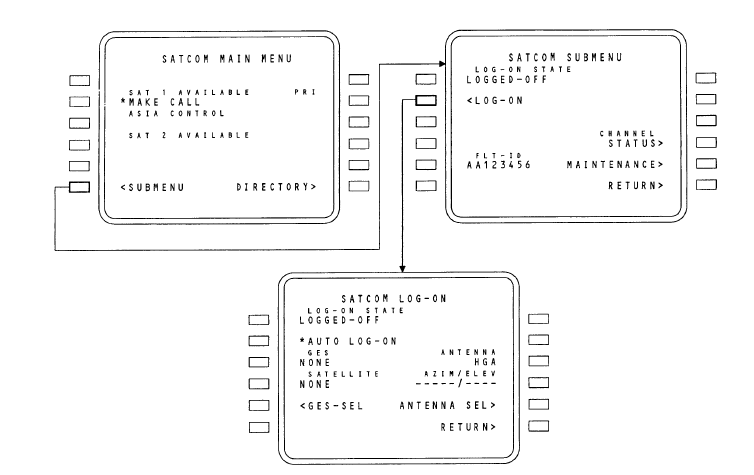 SATCOM MAIN MENU
SAT 1 AVAILABLE PRI
*MAKE CALL
ASIA CONTROL
SAT 2 AVAILABLE
<SUBMENU DIRECTORY>
SATCOM SUBMENU
LOG-ON STATE
LOGGED-OFF
<LOG-ON
CHANNEL
STATUS>
FLT-ID
AA123456 MAINTENANCE>
RETURN>
SATCOM LOG-ON
LOG-ON STATE
LOGGED-OFF
*AUTO LOG-ON
GES ANTENNA
NONE HGA
SATELLITE AZIM/ELEV
NONE -----/----
<GES-SEL ANTENNA SEL>
RETURN>